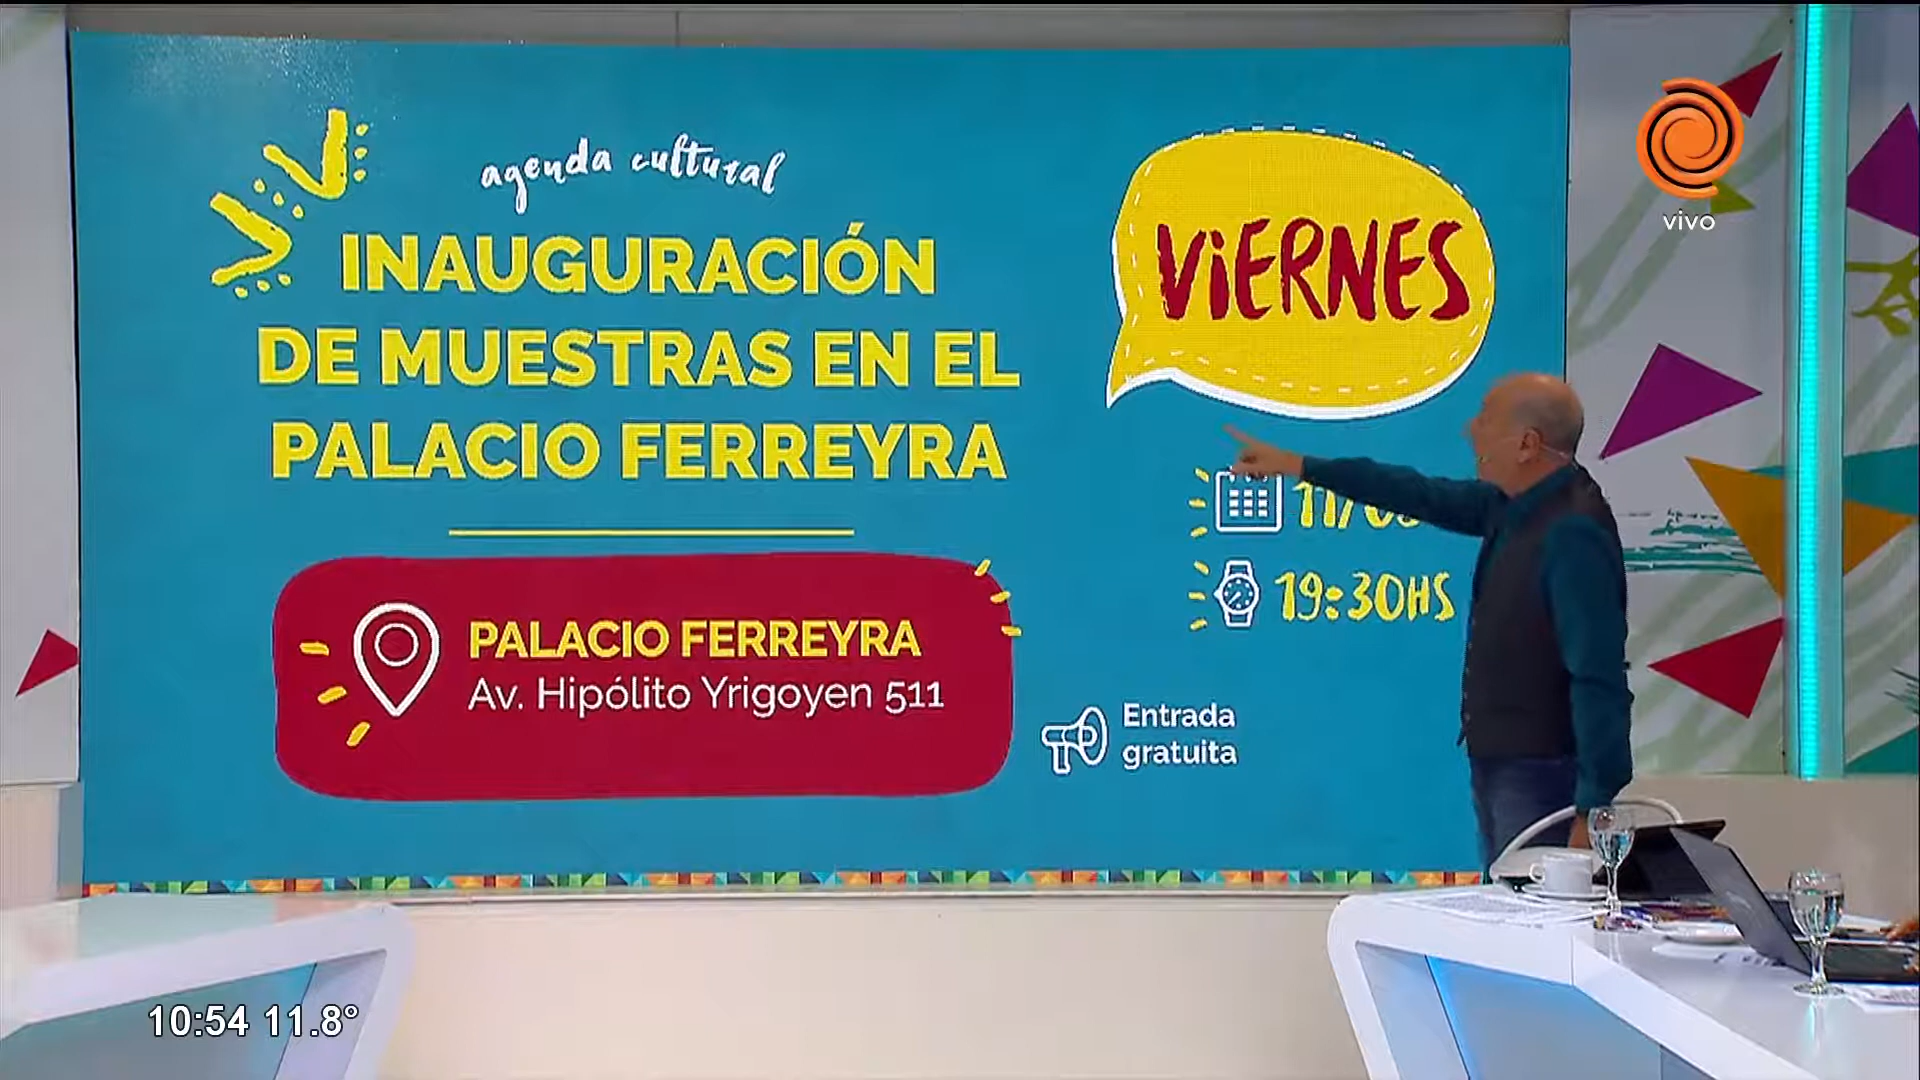 agenda cultural
INAUGURACIÓN
DE MUESTRAS EN EL
PALACIO FERREYRA
PALACIO FERREYRA
Av. Hipólito Yrigoyen 511
VIERNES
19:30HS
Entrada
gratuita
vivo
10:54 11.8°